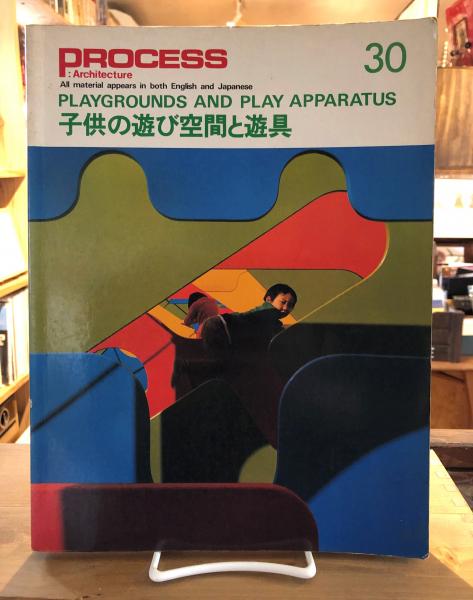 PROCESS
: Architecture
30
All material appears in both English and Japanese
PLAYGROUNDS AND PLAY APPARATUS
子供の遊び空間と遊具